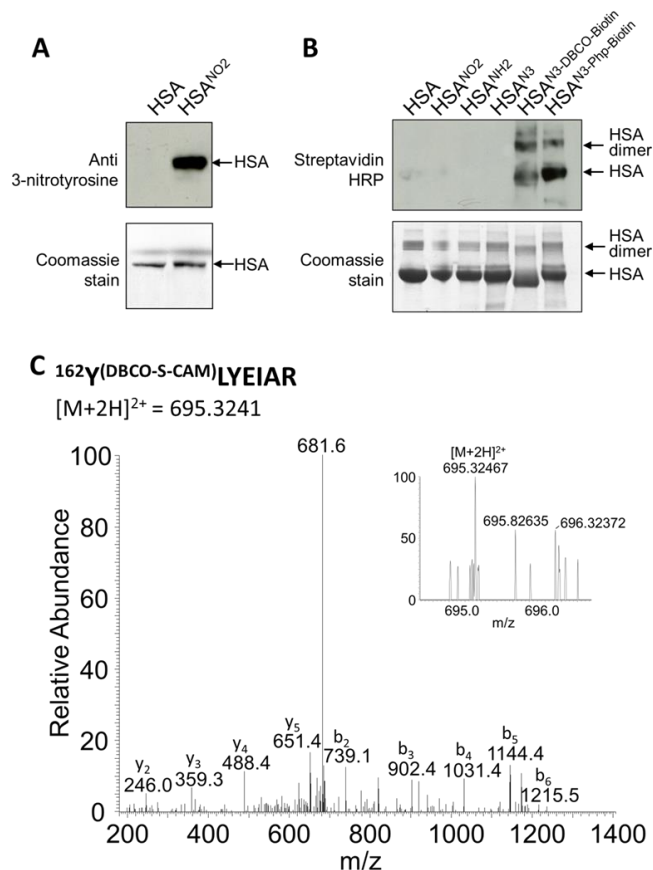 A
HSA
HSA^NO2
Anti
3-nitrotyrosine
HSA
Coomassie
stain
HSA
B
HSA
HSA^NO2
HSA^NH2
HSA^N3
HSA^N3-DBCO-Biotin
HSA^N3-Php-Biotin
Streptavidin
HRP
HSA
dimer
HSA
Coomassie
stain
HSA
dimer
HSA
C
^162Y^(DBCO-S-CAM)LYEIAR
[M+2H]^2+ = 695.3241
Relative Abundance
100
80
60
40
20
0
681.6
y2
246.0
y3
359.3
y4
488.4
y5
651.4
b2
739.1
b3
902.4
b4
1031.4
b5
1144.4
b6
1215.5
200 400 600 800 1000 1200 1400
m/z
[M+2H]^2+
695.32467
695.82635
696.32372
100
50
0
695.0 696.0
m/z